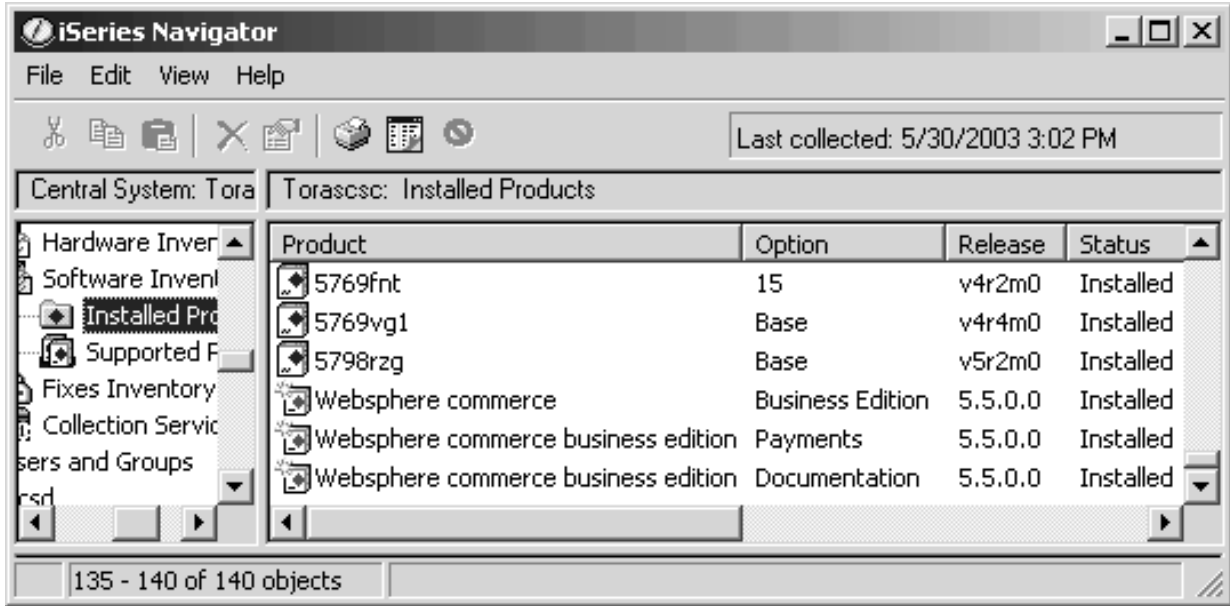 iSeries Navigator
File Edit View Help
Last collected: 5/30/2003 3:02 PM
Central System: Tora
Torascsc: Installed Products
Hardware Inver
Software Invent
Installed Pro
Supported P
Fixes Inventory
Collection Servic
sers and Groups
csd
Product Option Release Status
5769fnt 15 v4r2m0 Installed
5769vg1 Base v4r4m0 Installed
5798rzg Base v5r2m0 Installed
Websphere commerce Business Edition 5.5.0.0 Installed
Websphere commerce business edition Payments 5.5.0.0 Installed
Websphere commerce business edition Documentation 5.5.0.0 Installed
135 - 140 of 140 objects